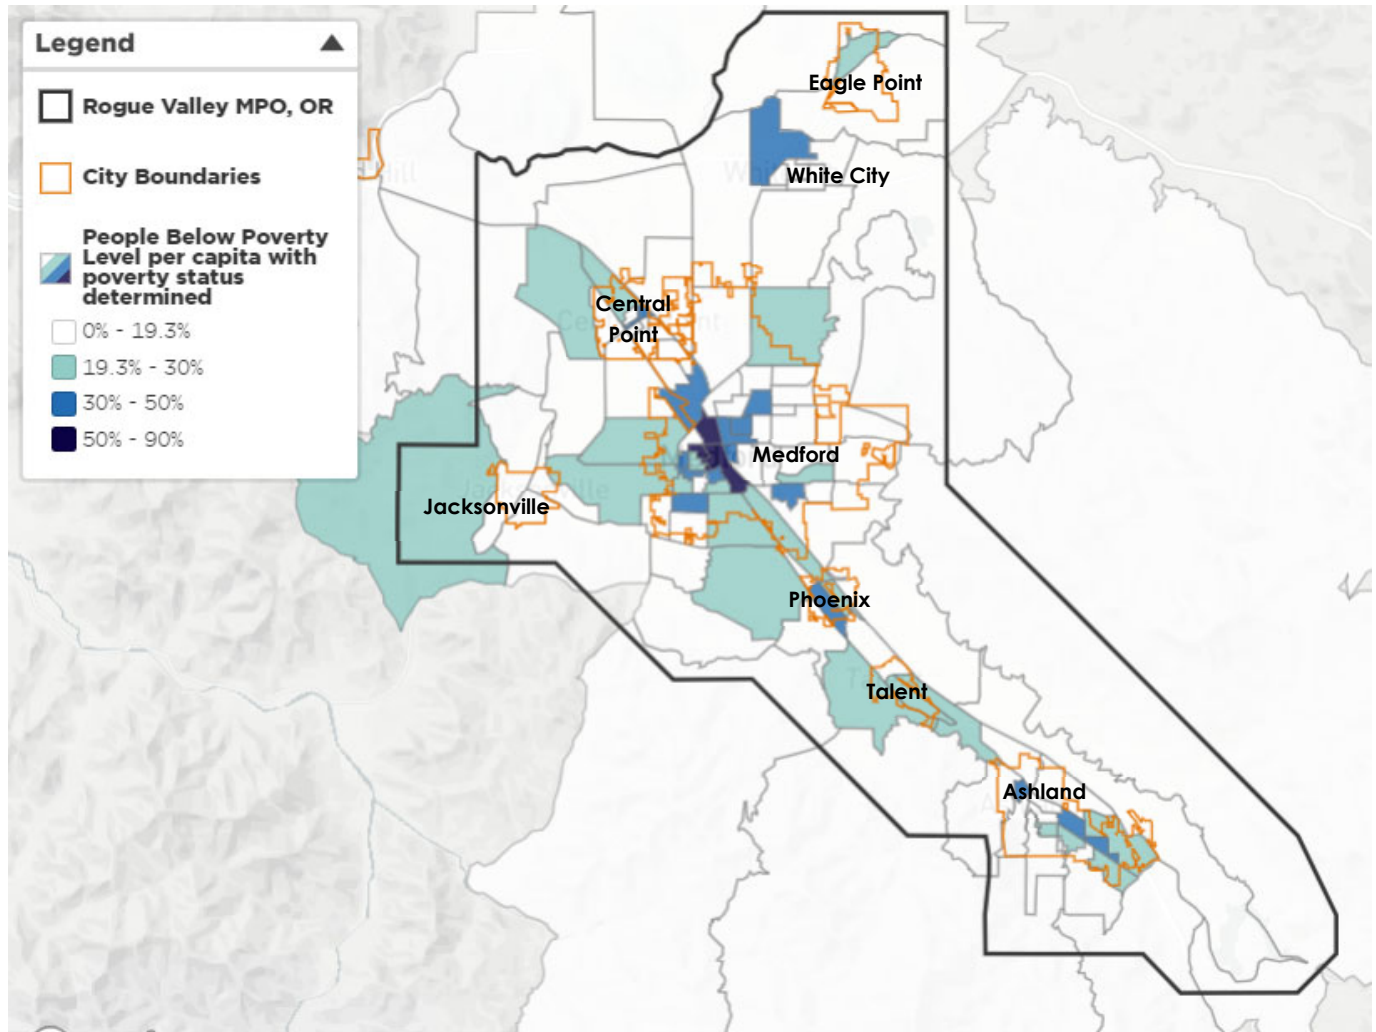 Legend
Rogue Valley MPO, OR
City Boundaries
People Below Poverty
Level per capita with
poverty status
determined
0% - 19.3%
19.3% - 30%
30% - 50%
50% - 90%
Eagle Point
White City
Central
Point
Medford
Jacksonville
Phoenix
Talent
Ashland